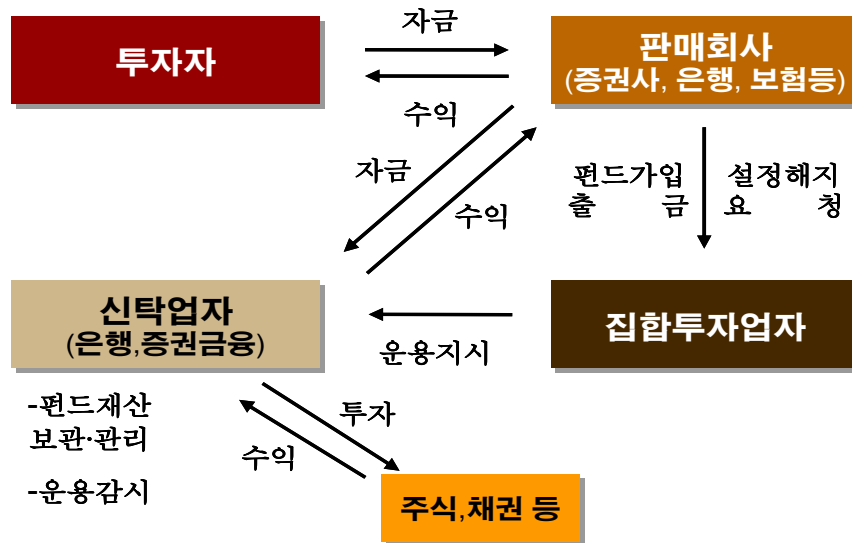 자금
투자자
판매회사
(증권사, 은행, 보험등)
수익
자금
수익
펀드가입
출 금
설정해지
요 청
신탁업자
(은행,증권금융)
집합투자업자
운용지시
-펀드재산
보관·관리
-운용감시
투자
수익
주식,채권 등